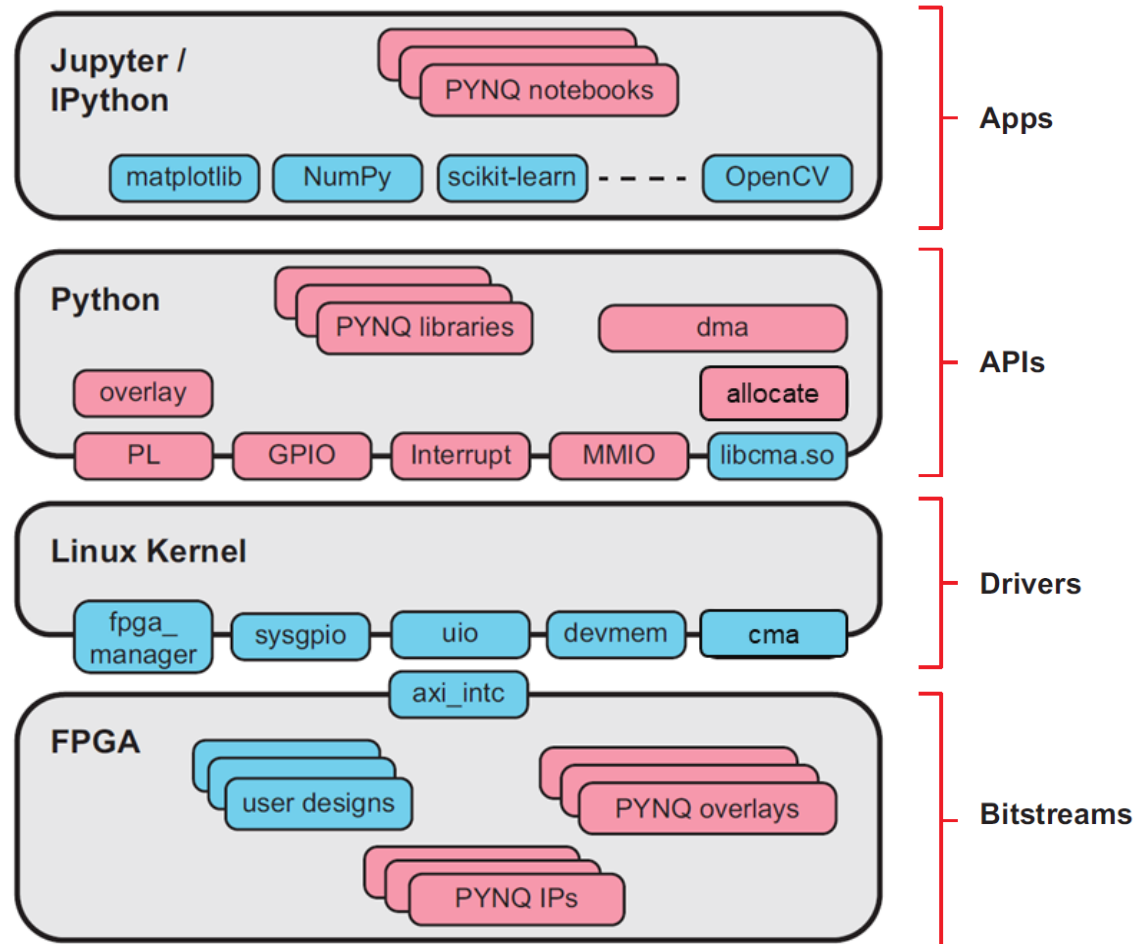 Jupyter /
IPython
PYNQ notebooks
Apps
matplotlib
NumPy
scikit-learn
OpenCV
Python
PYNQ libraries
dma
APIs
overlay
allocate
PL
GPIO
Interrupt
MMIO
libcma.so
Linux Kernel
Drivers
fpga_
manager
sysgpio
uio
devmem
cma
axi_intc
FPGA
user designs
PYNQ overlays
Bitstreams
PYNQ IPs